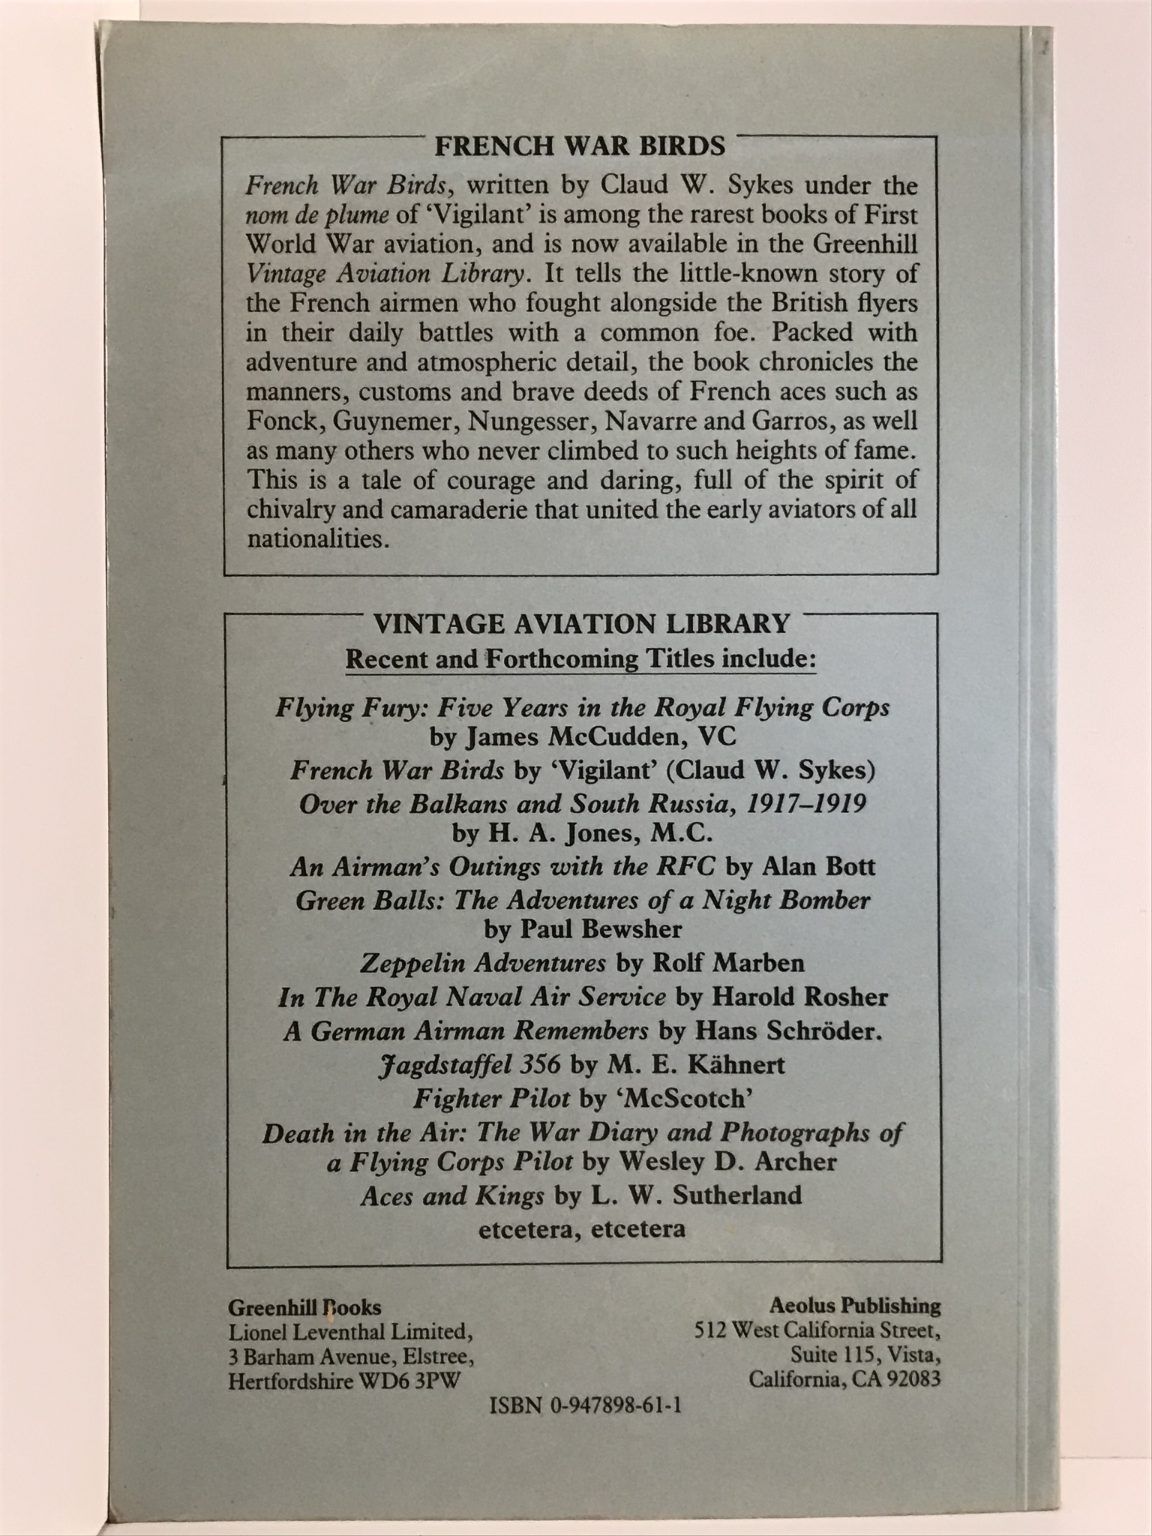 FRENCH WAR BIRDS
French War Birds, written by Claud W. Sykes under the
nom de plume of ‘Vigilant’ is among the rarest books of First
World War aviation, and is now available in the Greenhill
Vintage Aviation Library. It tells the little-known story of
the French airmen who fought alongside the British flyers
in their daily battles with a common foe. Packed with
adventure and atmospheric detail, the book chronicles the
manners, customs and brave deeds of French aces such as
Fonck, Guynemer, Nungesser, Navarre and Garros, as well
as many others who never climbed to such heights of fame.
This is a tale of courage and daring, full of the spirit of
chivalry and camaraderie that united the early aviators of all
nationalities.
VINTAGE AVIATION LIBRARY
Recent and Forthcoming Titles include:
Flying Fury: Five Years in the Royal Flying Corps
by James McCudden, VC
French War Birds by ‘Vigilant’ (Claud W. Sykes)
Over the Balkans and South Russia, 1917–1919
by H. A. Jones, M.C.
An Airman’s Outings with the RFC by Alan Bott
Green Balls: The Adventures of a Night Bomber
by Paul Bewsher
Zeppelin Adventures by Rolf Marben
In The Royal Naval Air Service by Harold Rosher
A German Airman Remembers by Hans Schröder.
Jagdstaffel 356 by M. E. Kähnert
Fighter Pilot by ‘McScotch’
Death in the Air: The War Diary and Photographs of
a Flying Corps Pilot by Wesley D. Archer
Aces and Kings by L. W. Sutherland
etcetera, etcetera
Greenhill Books
Lionel Leventhal Limited,
3 Barham Avenue, Elstree,
Hertfordshire WD6 3PW
Aeolus Publishing
512 West California Street,
Suite 115, Vista,
California, CA 92083
ISBN 0-947898-61-1